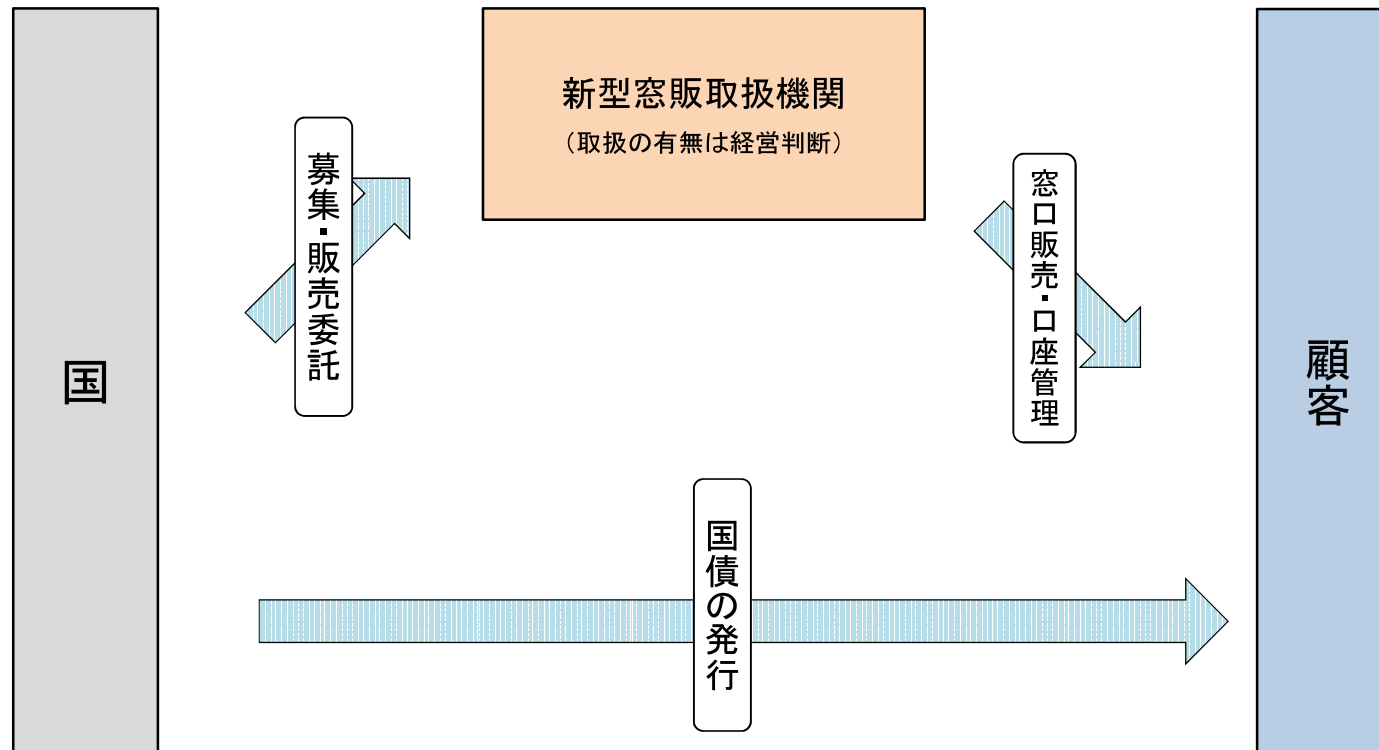 新型窓販取扱機関
（取扱の有無は経営判断）
募集・販売委託
窓口販売・口座管理
国
顧客
国債の発行